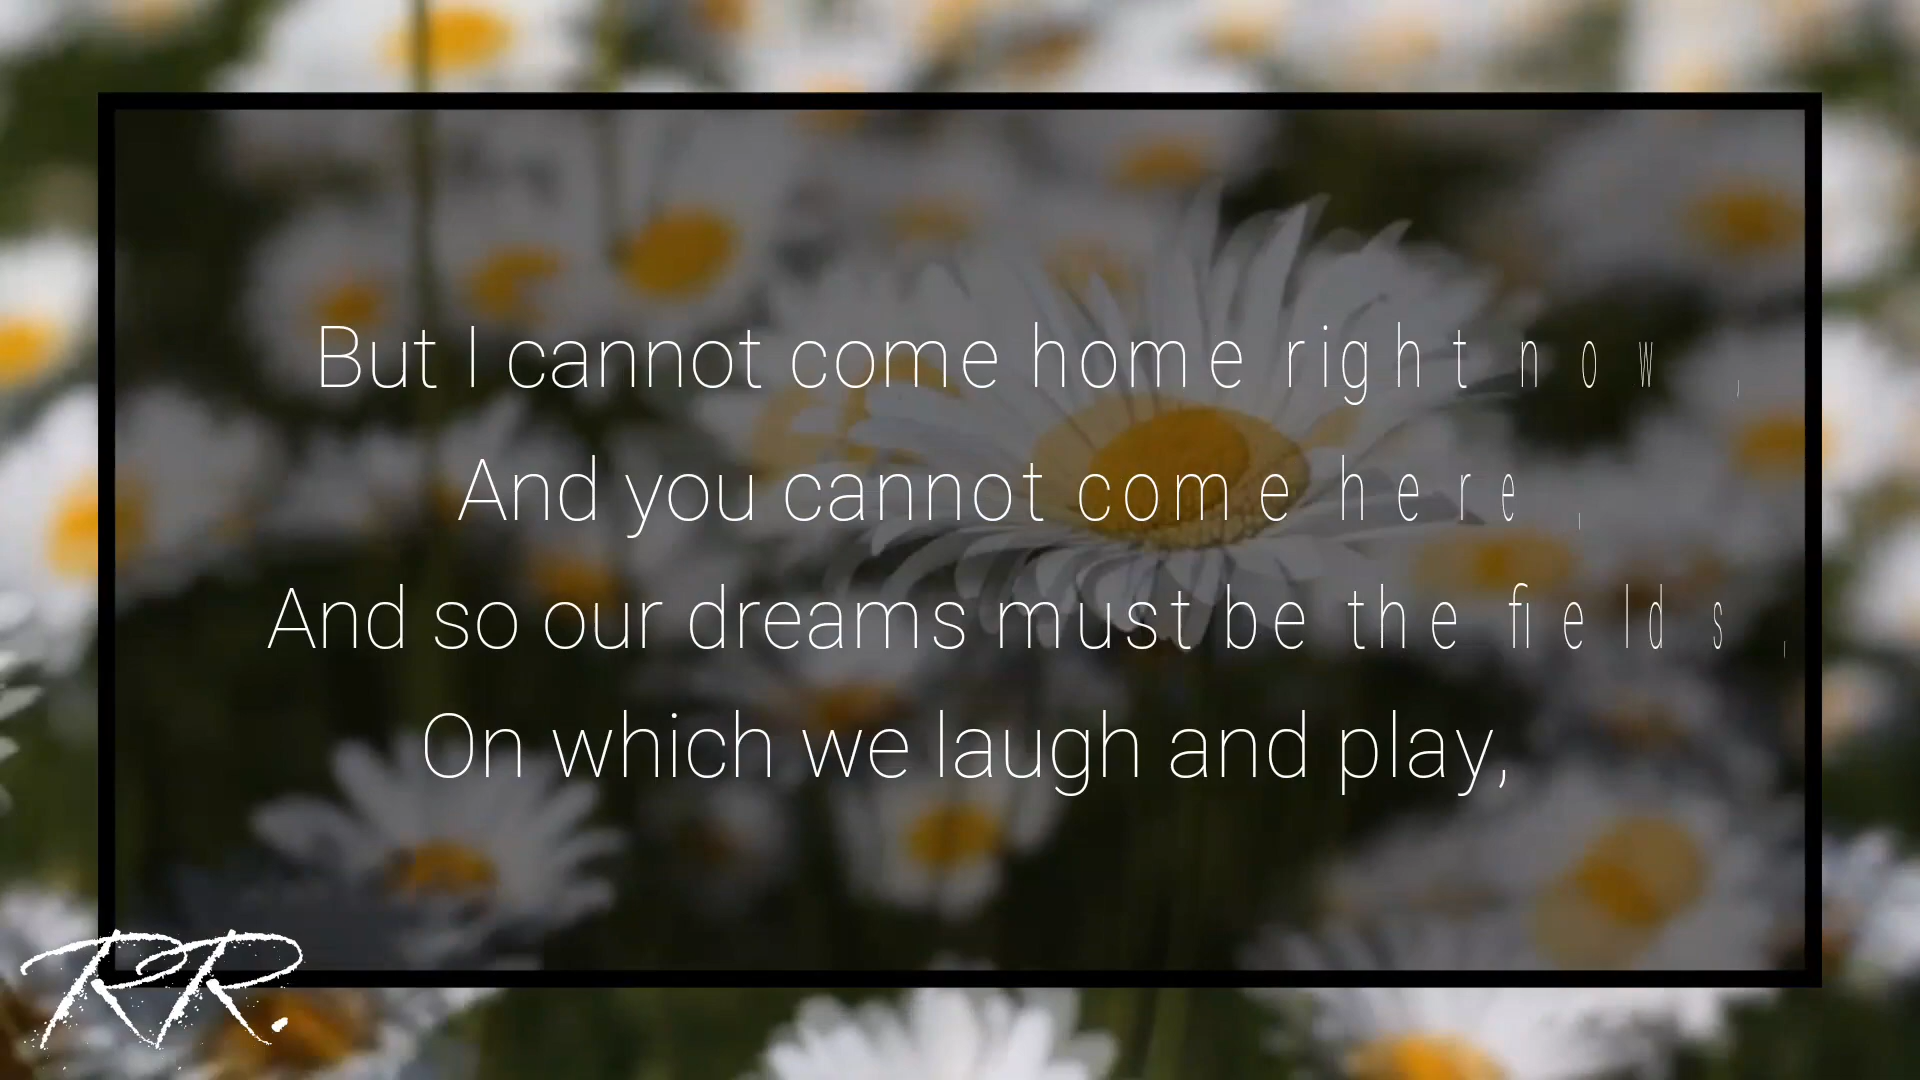 But I cannot come home right now,
And you cannot come here,
And so our dreams must be the fields,
On which we laugh and play,
RR.